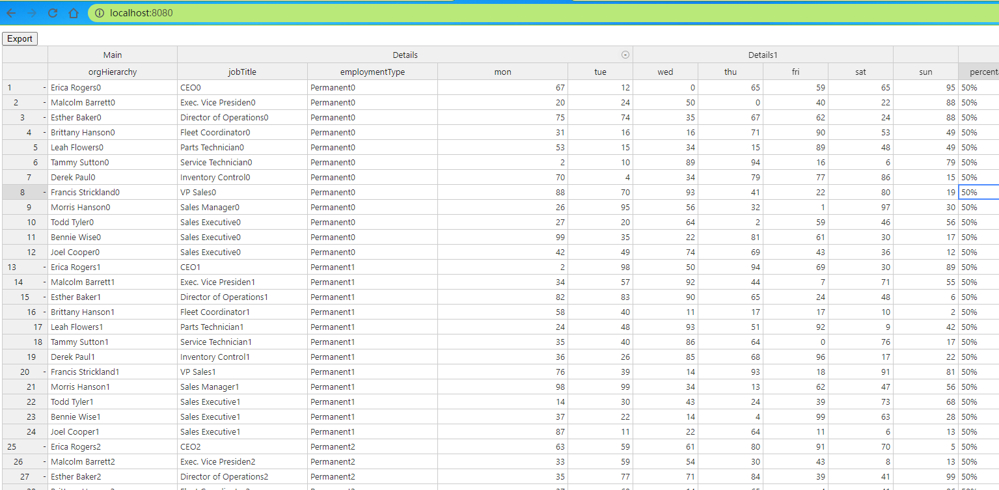 localhost:8080
Export
Main Details - Details1
orgHierarchy jobTitle employmentType mon tue wed thu fri sat sun percenta
1 - Erica Rogers0 CEO0 Permanent0 67 12 0 65 59 65 95 50%
2 - Malcolm Barrett0 Exec. Vice Presiden0 Permanent0 20 24 50 0 40 22 88 50%
3 - Esther Baker0 Director of Operations0 Permanent0 75 74 35 67 62 24 88 50%
4 - Brittany Hanson0 Fleet Coordinator0 Permanent0 31 16 16 71 90 53 49 50%
5 Leah Flowers0 Parts Technician0 Permanent0 53 15 34 15 89 48 49 50%
6 Tammy Sutton0 Service Technician0 Permanent0 2 10 89 94 16 6 79 50%
7 Derek Paul0 Inventory Control0 Permanent0 70 4 34 79 77 86 15 50%
8 - Francis Strickland0 VP Sales0 Permanent0 88 70 93 41 22 80 19 50%
9 Morris Hanson0 Sales Manager0 Permanent0 26 95 56 32 1 97 30 50%
10 Todd Tyler0 Sales Executive0 Permanent0 27 20 64 2 59 46 56 50%
11 Bennie Wise0 Sales Executive0 Permanent0 99 35 22 81 61 30 17 50%
12 Joel Cooper0 Sales Executive0 Permanent0 42 49 74 69 43 36 12 50%
13 - Erica Rogers1 CEO1 Permanent1 2 98 50 94 69 30 89 50%
14 - Malcolm Barrett1 Exec. Vice Presiden1 Permanent1 34 57 92 44 7 71 55 50%
15 - Esther Baker1 Director of Operations1 Permanent1 82 83 90 65 24 48 6 50%
16 - Brittany Hanson1 Fleet Coordinator1 Permanent1 58 40 11 17 17 10 2 50%
17 Leah Flowers1 Parts Technician1 Permanent1 24 48 93 51 92 9 42 50%
18 Tammy Sutton1 Service Technician1 Permanent1 35 40 86 64 0 76 17 50%
19 Derek Paul1 Inventory Control1 Permanent1 36 26 85 68 96 17 22 50%
20 - Francis Strickland1 VP Sales1 Permanent1 76 39 14 93 18 91 81 50%
21 Morris Hanson1 Sales Manager1 Permanent1 98 99 34 13 62 47 56 50%
22 Todd Tyler1 Sales Executive1 Permanent1 14 30 43 24 39 73 68 50%
23 Bennie Wise1 Sales Executive1 Permanent1 37 22 14 4 99 63 28 50%
24 Joel Cooper1 Sales Executive1 Permanent1 87 11 22 64 11 6 13 50%
25 - Erica Rogers2 CEO2 Permanent2 63 59 61 80 91 70 5 50%
26 - Malcolm Barrett2 Exec. Vice Presiden2 Permanent2 33 59 54 30 43 8 13 50%
27 - Esther Baker2 Director of Operations2 Permanent2 35 77 71 84 39 41 99 50%